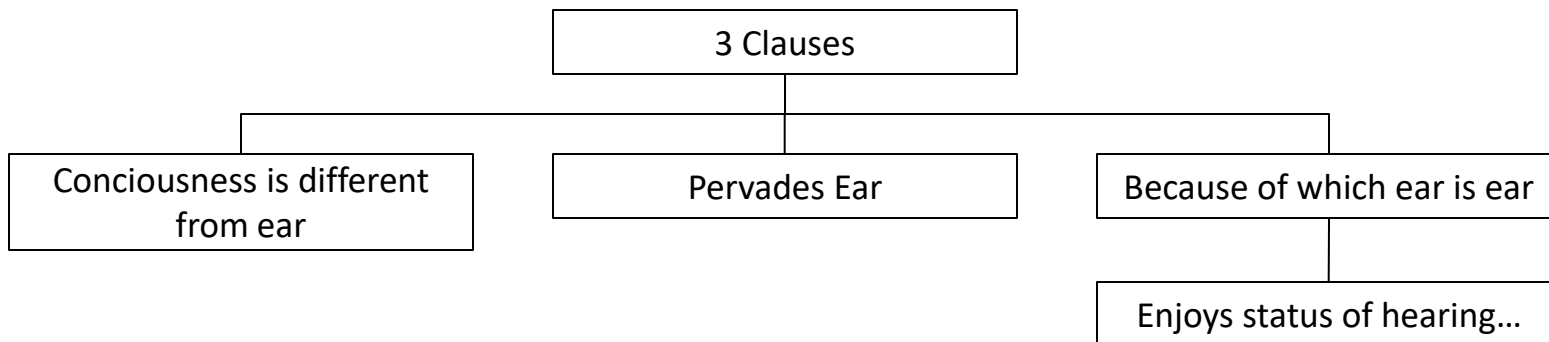 3 Clauses
Conciousness is different
from ear
Pervades Ear
Because of which ear is ear
Enjoys status of hearing…